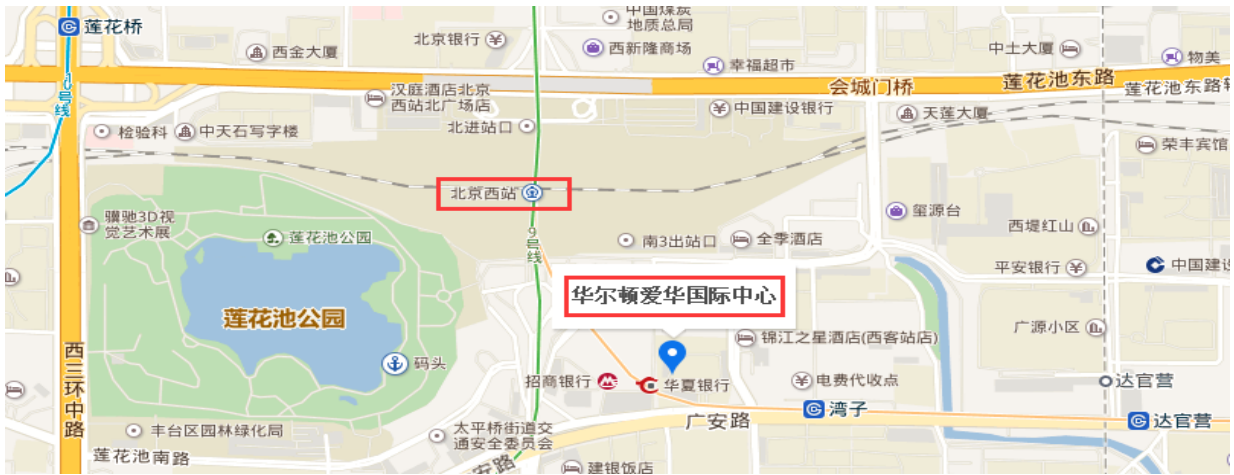 中国煤炭
地质总局
莲花桥
西金大厦
北京银行
西新隆商场
幸福超市
中土大厦
物美
10号线
汉庭酒店北京
西站北广场店
会城门桥
莲花池东路
莲花池东路辅
中国建设银行
天莲大厦
检验科
中天石写字楼
北进站口
荣丰宾馆
北京西站
骥驰3D视
觉艺术展
莲花池公园
9号线
南3出站口
全季酒店
玺源台
西堤红山
平安银行
中国建设
华尔顿爱华国际中心
莲花池公园
锦江之星酒店(西客站店)
广源小区
西三环中路
码头
招商银行
华夏银行
电费代收点
达官营
湾子
达官营
广安路
丰台区园林绿化局
太平桥街道交
通安全委员会
莲花池南路
安路
建银饭店